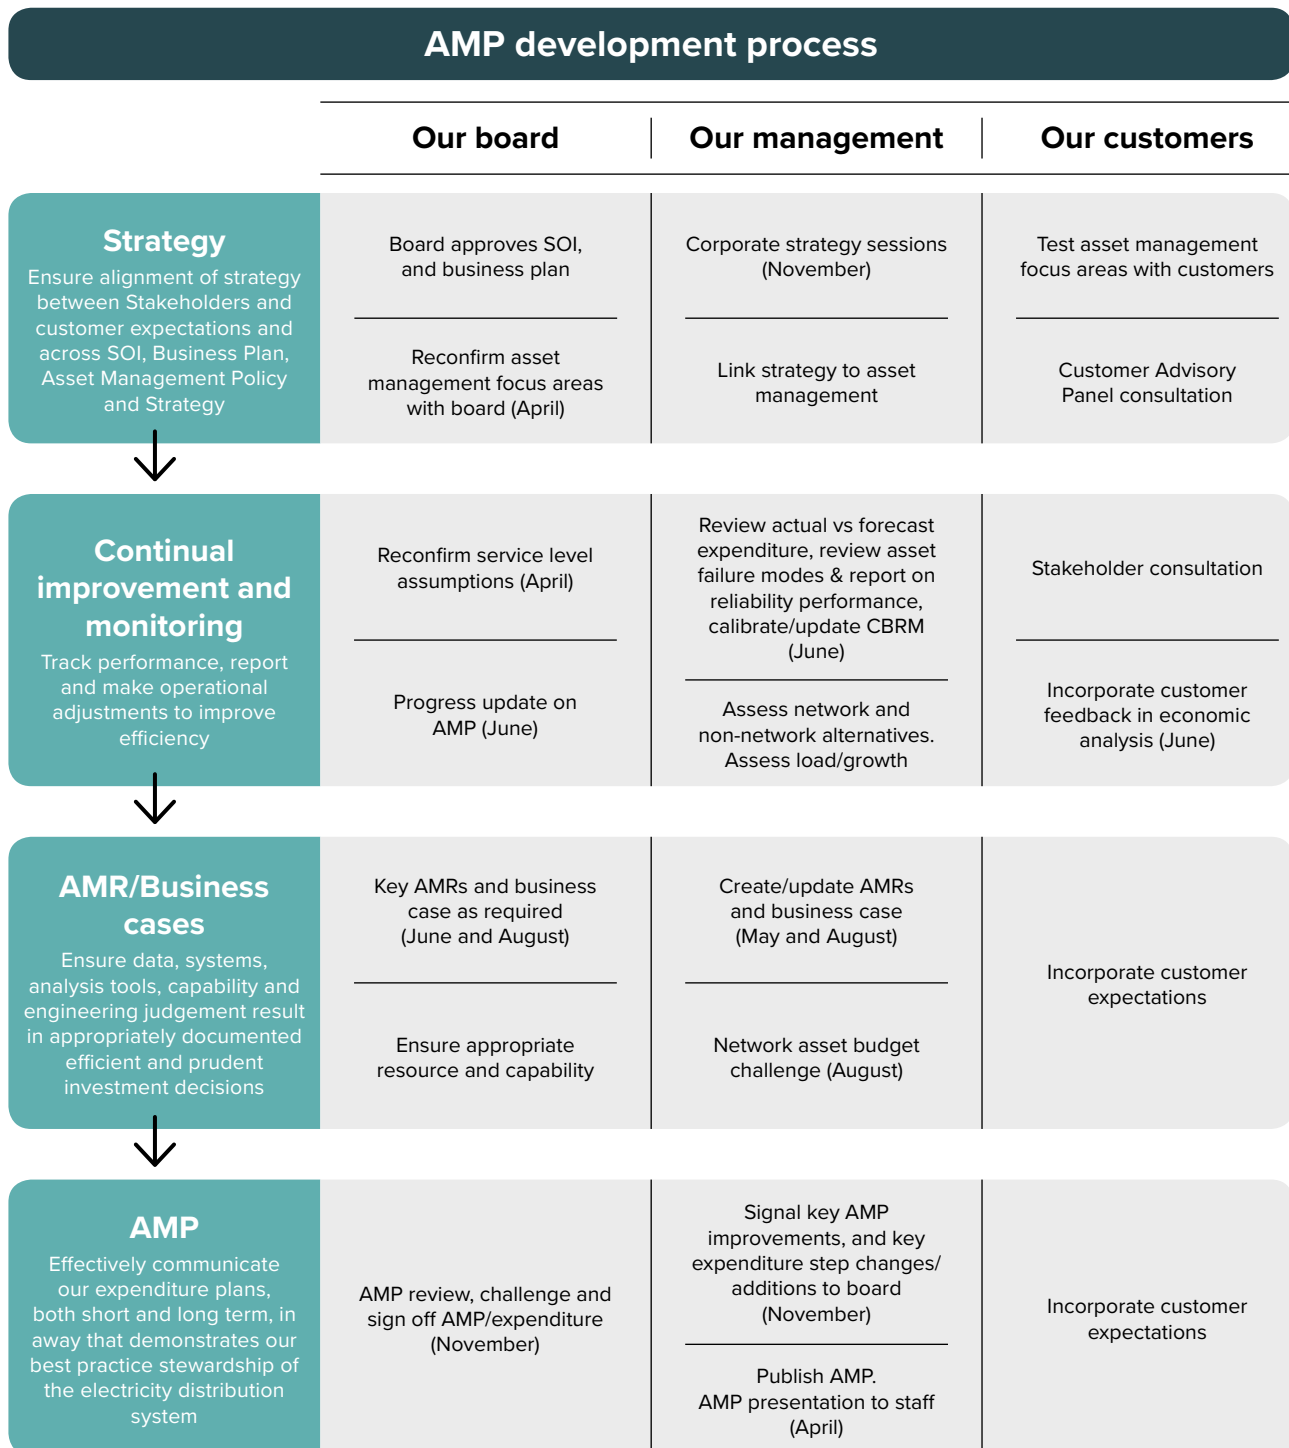 AMP development process
Our board
Our management
Our customers
Strategy
Ensure alignment of strategy
between Stakeholders and
customer expectations and
across SOI, Business Plan,
Asset Management Policy
and Strategy
Board approves SOI,
and business plan
Reconfirm asset
management focus areas
with board (April)
Corporate strategy sessions
(November)
Link strategy to asset
management
Test asset management
focus areas with customers
Customer Advisory
Panel consultation
Continual
improvement and
monitoring
Track performance, report
and make operational
adjustments to improve
efficiency
Reconfirm service level
assumptions (April)
Progress update on
AMP (June)
Review actual vs forecast
expenditure, review asset
failure modes & report on
reliability performance,
calibrate/update CBRM
(June)
Assess network and
non-network alternatives.
Assess load/growth
Stakeholder consultation
Incorporate customer
feedback in economic
analysis (June)
AMR/Business
cases
Ensure data, systems,
analysis tools, capability and
engineering judgement result
in appropriately documented
efficient and prudent
investment decisions
Key AMRs and business
case as required
(June and August)
Ensure appropriate
resource and capability
Create/update AMRs
and business case
(May and August)
Network asset budget
challenge (August)
Incorporate customer
expectations
AMP
Effectively communicate
our expenditure plans,
both short and long term, in
away that demonstrates our
best practice stewardship of
the electricity distribution
system
AMP review, challenge and
sign off AMP/expenditure
(November)
Signal key AMP
improvements, and key
expenditure step changes/
additions to board
(November)
Publish AMP.
AMP presentation to staff
(April)
Incorporate customer
expectations